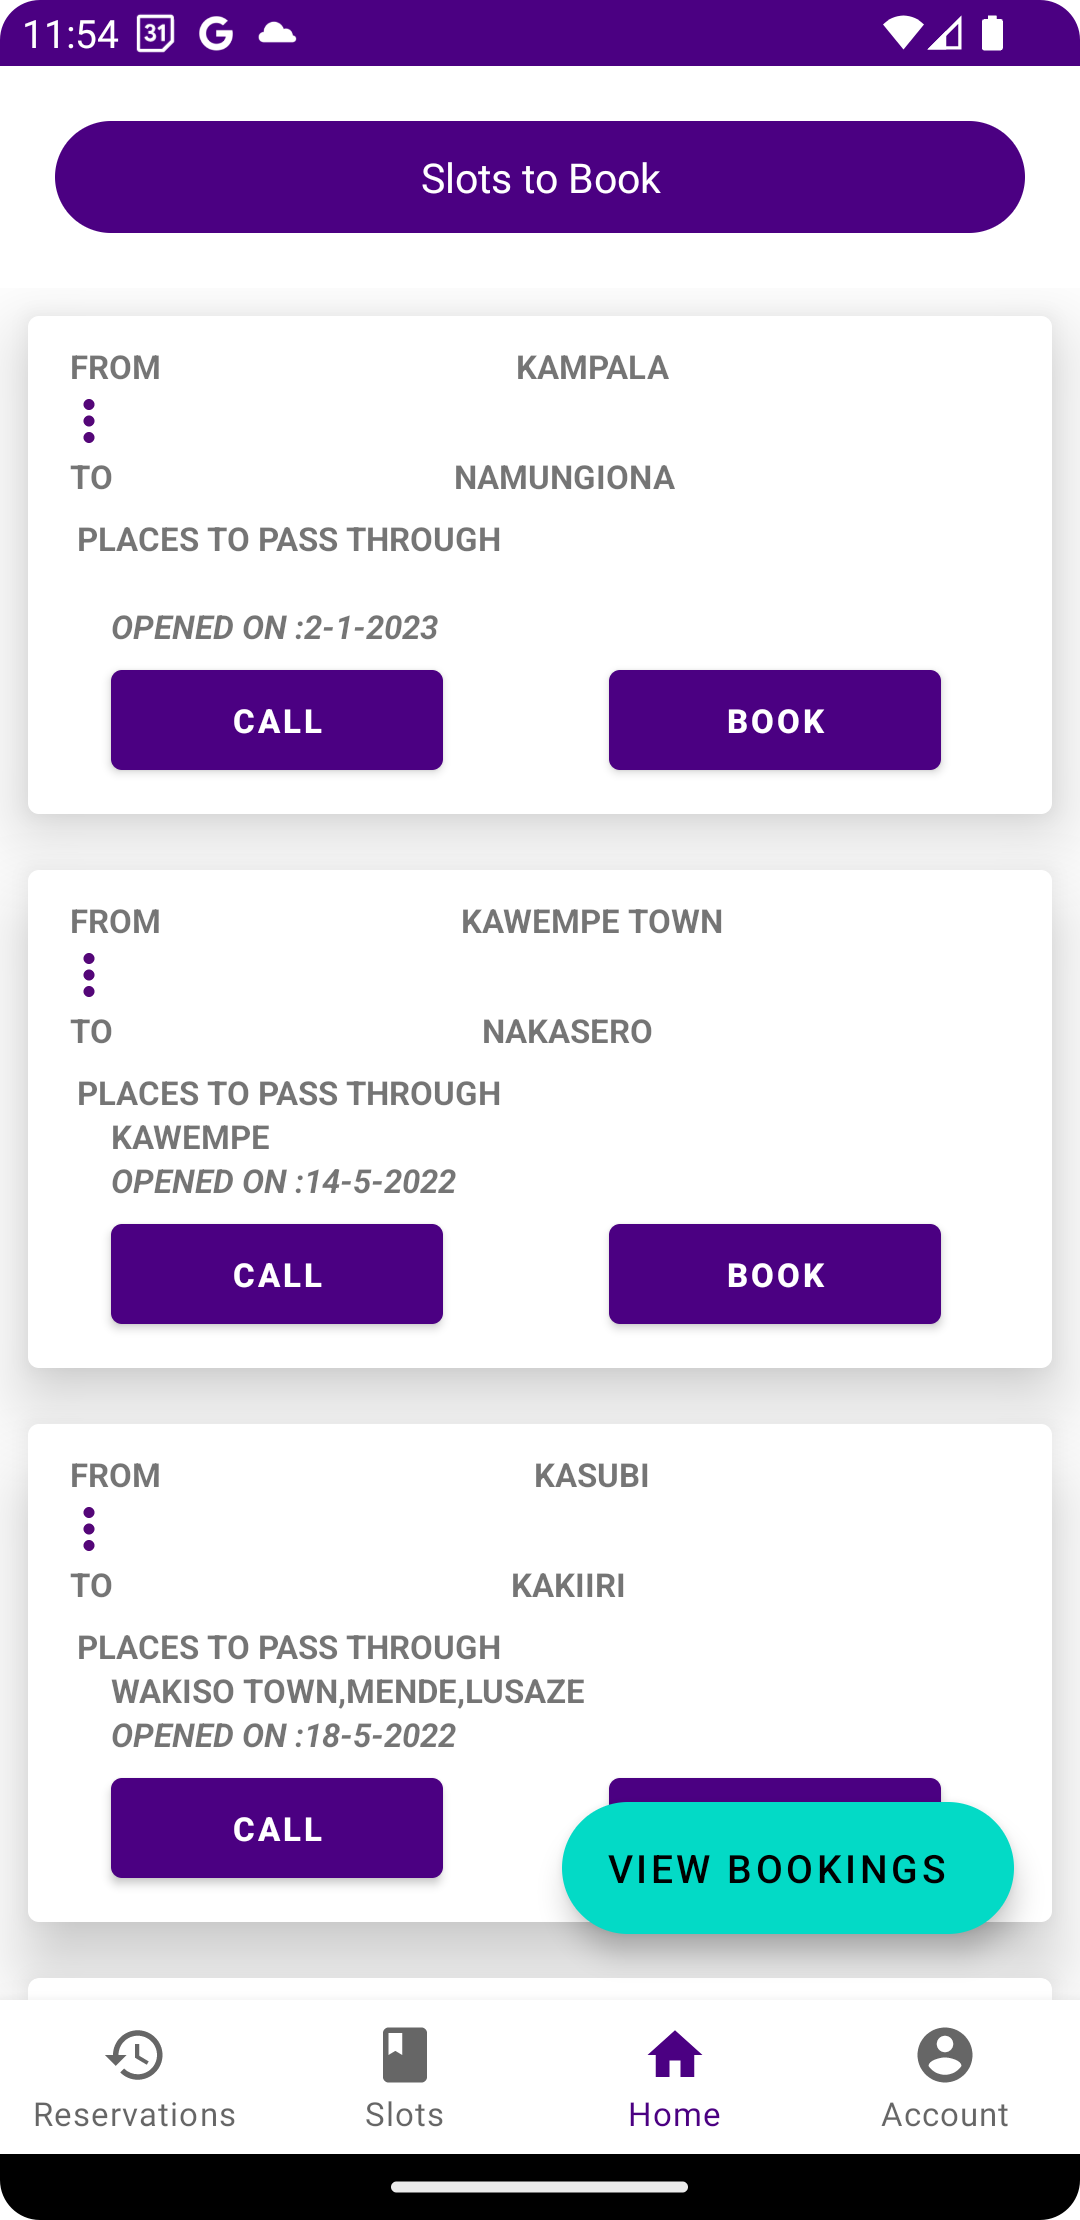 11:54 31 G
Slots to Book
FROM KAMPALA
TO NAMUNGIONA
PLACES TO PASS THROUGH
OPENED ON :2-1-2023
CALL BOOK
FROM KAWEMPE TOWN
TO NAKASERO
PLACES TO PASS THROUGH
KAWEMPE
OPENED ON :14-5-2022
CALL BOOK
FROM KASUBI
TO KAKIIRI
PLACES TO PASS THROUGH
WAKISO TOWN,MENDE,LUSAZE
OPENED ON :18-5-2022
CALL
VIEW BOOKINGS
Reservations Slots Home Account